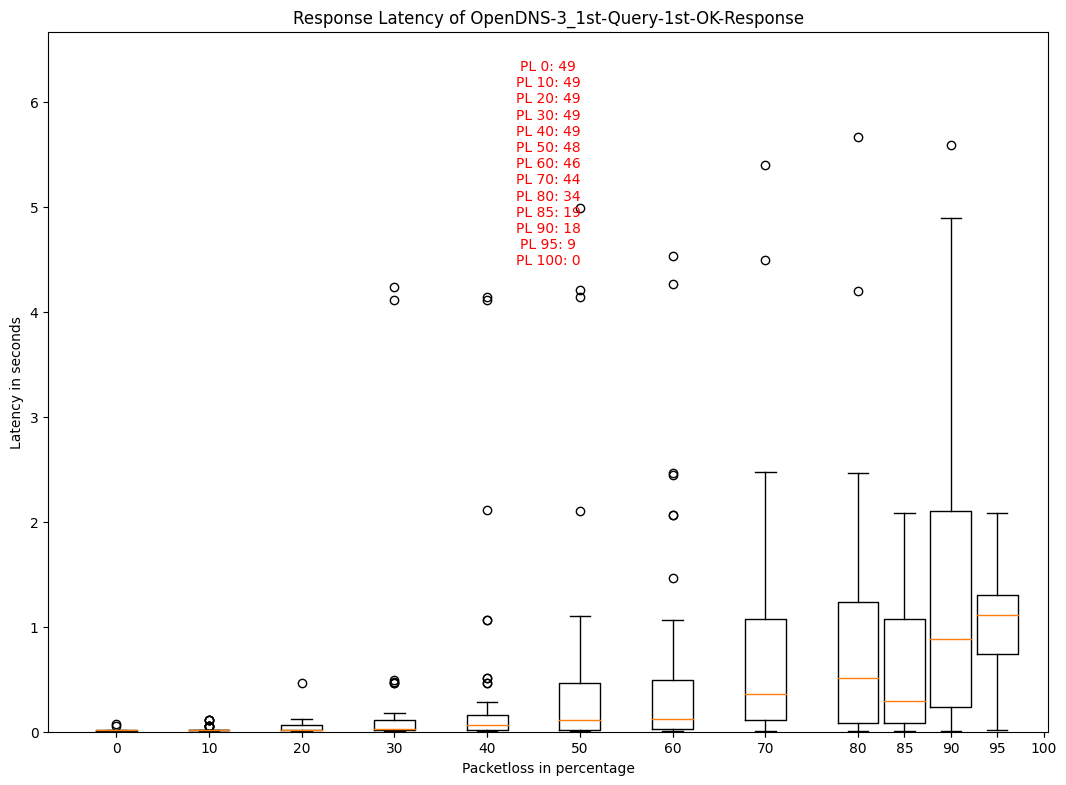 Response Latency of OpenDNS-3_1st-Query-1st-OK-Response
PL 0: 49
PL 10: 49
PL 20: 49
PL 30: 49
PL 40: 49
PL 50: 48
PL 60: 46
PL 70: 44
PL 80: 34
PL 85: 19
PL 90: 18
PL 95: 9
PL 100: 0
6
5
4
3
2
1
0
Latency in seconds
0 10 20 30 40 50 60 70 80 85 90 95 100
Packetloss in percentage